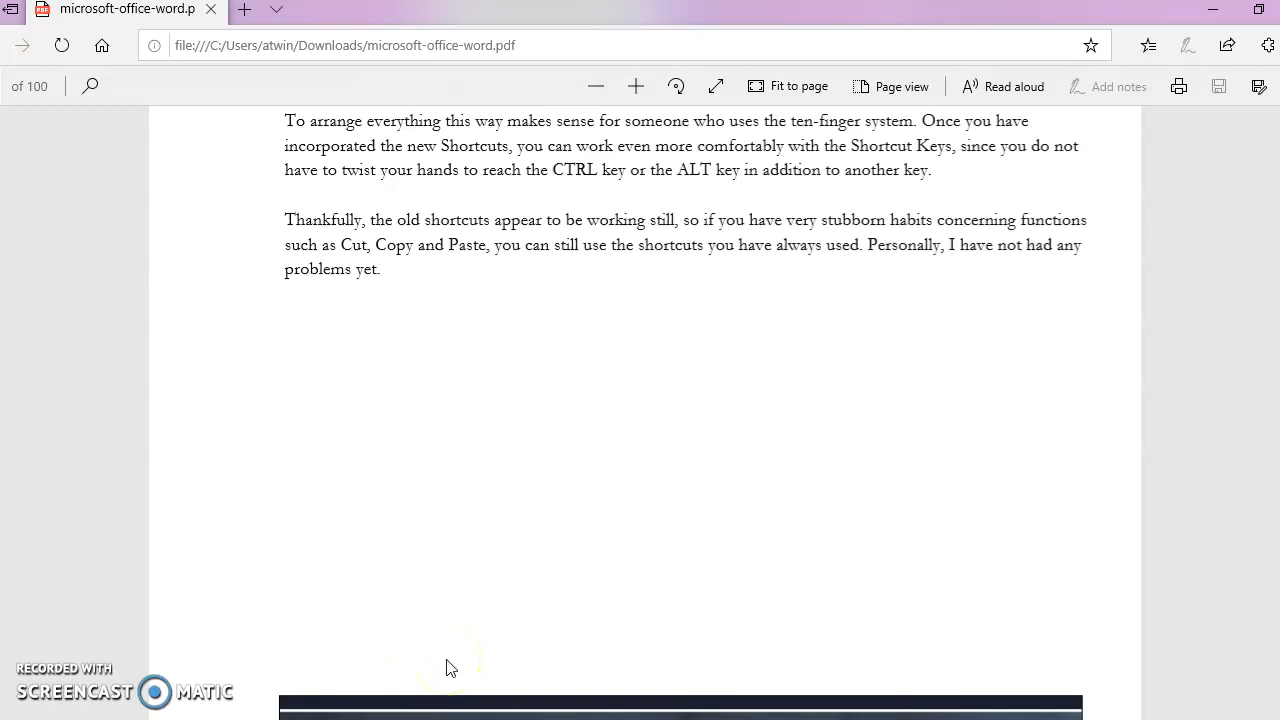 microsoft-office-word.p
file:///C:/Users/atwin/Downloads/microsoft-office-word.pdf
of 100
Fit to page
Page view
Read aloud
Add notes
To arrange everything this way makes sense for someone who uses the ten-finger system. Once you have
incorporated the new Shortcuts, you can work even more comfortably with the Shortcut Keys, since you do not
have to twist your hands to reach the CTRL key or the ALT key in addition to another key.
Thankfully, the old shortcuts appear to be working still, so if you have very stubborn habits concerning functions
such as Cut, Copy and Paste, you can still use the shortcuts you have always used. Personally, I have not had any
problems yet.
RECORDED WITH
SCREENCAST MATIC